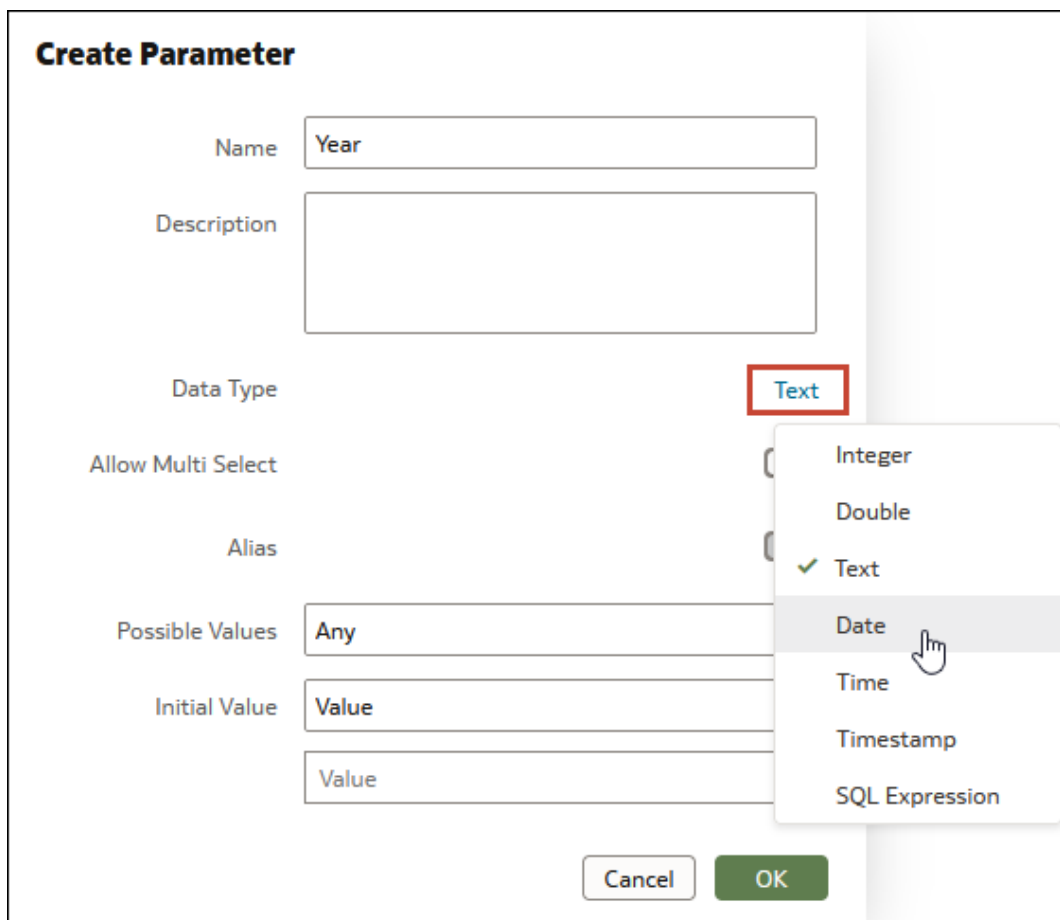 Create Parameter
Name
Year
Description
Data Type
Text
Allow Multi Select
Integer
Double
Alias
Text
Possible Values
Any
Date
Time
Initial Value
Value
Timestamp
Value
SQL Expression
Cancel
OK